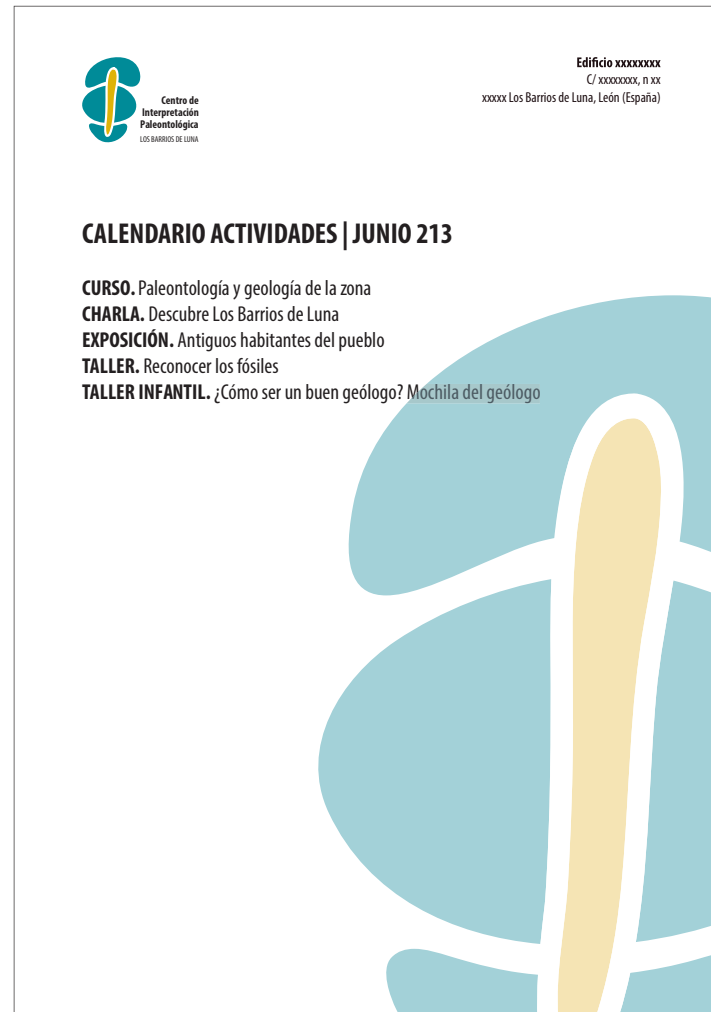 Centro de
Interpretación
Paleontológica
LOS BARRIOS DE LUNA
Edificio xxxxxxxx
C/ xxxxxxxx, n xx
xxxxx Los Barrios de Luna, León (España)
CALENDARIO ACTIVIDADES | JUNIO 213
CURSO. Paleontología y geología de la zona
CHARLA. Descubre Los Barrios de Luna
EXPOSICIÓN. Antiguos habitantes del pueblo
TALLER. Reconocer los fósiles
TALLER INFANTIL. ¿Cómo ser un buen geólogo? Mochila del geólogo